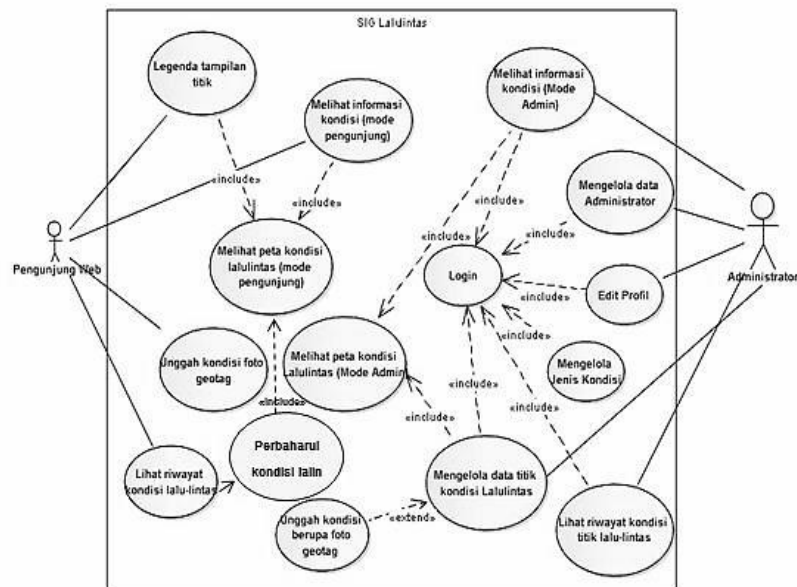 SIG Lalulintas
Legenda tampilan
titik
Melihat informasi
kondisi (mode
pengunjung)
Melihat informasi
kondisi (Mode
Admin)
«include»
«include»
«include»
Mengelola data
Administrator
«include»
«include»
Pengunjung Web
Melihat peta kondisi
lalulintas (mode
pengunjung)
Login
Administrator
«include»
Edit Profil
Unggah kondisi foto
geotag
Melihat peta kondisi
Lalulintas (Mode Admin
Mengelola
Jenis Kondisi
«include»
«include»
«include»
«include»
«include»
Perbaharui
kondisi lalin
Lihat riwayat
kondisi lalu-lintas
Mengelola data titik
kondisi Lalulintas
Unggah kondisi
berupa foto
geotag
«extend»
Lihat riwayat kondisi
titik lalu-lintas